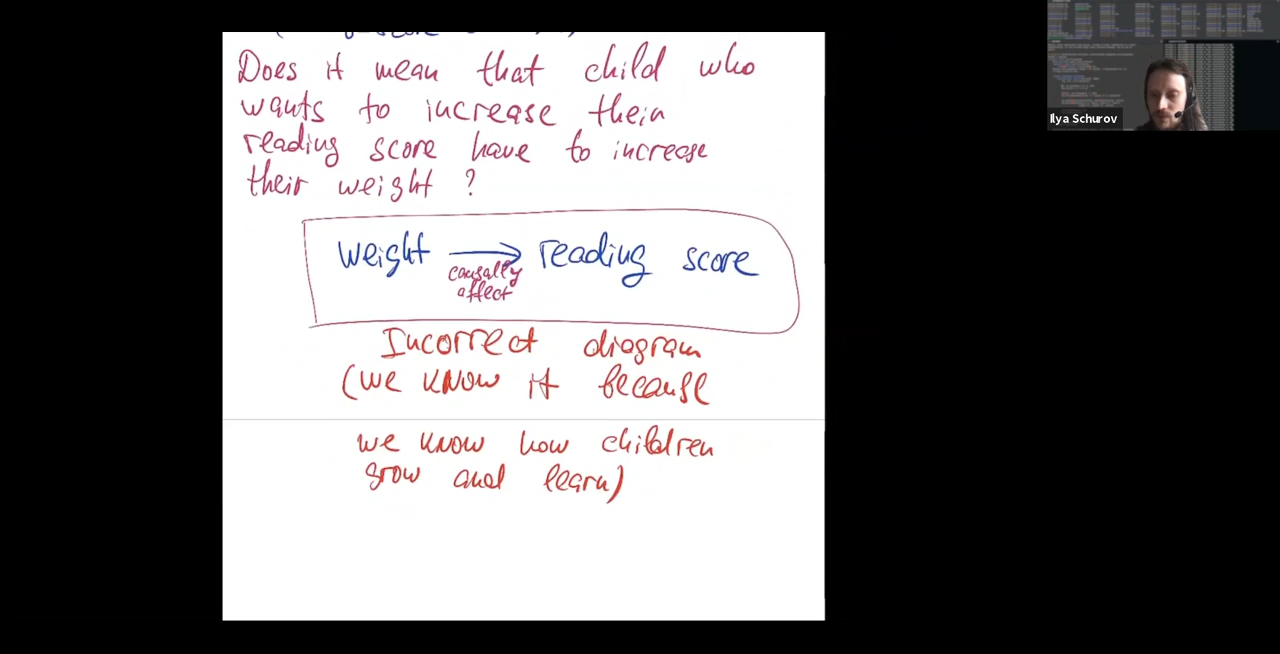 score
Does it mean that child who
wants to increase their
reading score have to increase
their weight ?
weight → reading score
causally
affect
Incorrect diagram
(we know it because
we know how children
grow and learn)
Ilya Schurov